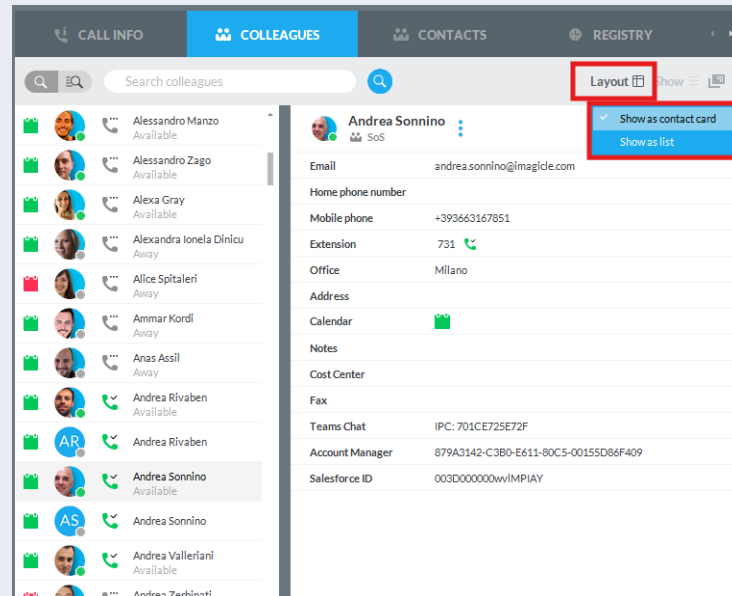 CALL INFO
COLLEAGUES
CONTACTS
REGISTRY
Search colleagues
Layout
Show
Show as contact card
Show as list
Alessandro Manzo
Available
Alessandro Zago
Available
Alexa Gray
Available
Alexandra Ionela Dinicu
Away
Alice Spitaleri
Away
Ammar Kordi
Away
Anas Assil
Away
Andrea Rivaben
Available
AR
Andrea Rivaben
Andrea Sonnino
Available
AS
Andrea Sonnino
Andrea Valleriani
Available
Andrea Zerbinati
Andrea Sonnino
SoS
Email andrea.sonnino@imagicle.com
Home phone number
Mobile phone +393663167851
Extension 731
Office Milano
Address
Calendar
Notes
Cost Center
Fax
Teams Chat IPC: 701CE725E72F
Account Manager 879A3142-C3B0-E611-80C5-00155D86F409
Salesforce ID 003D000000wvlMPIAY